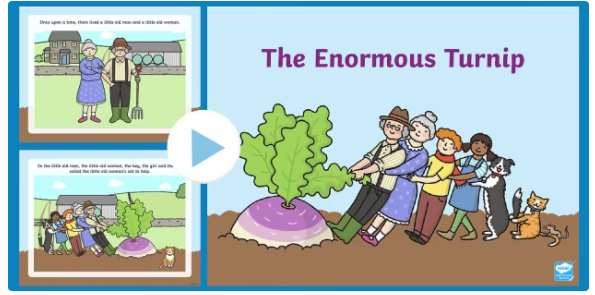 Once upon a time, there lived a little old man and a little old woman.
The Enormous Turnip
So the little old man, the little old woman, the boy, the girl and
called the little old woman's cat to help.
twinkl